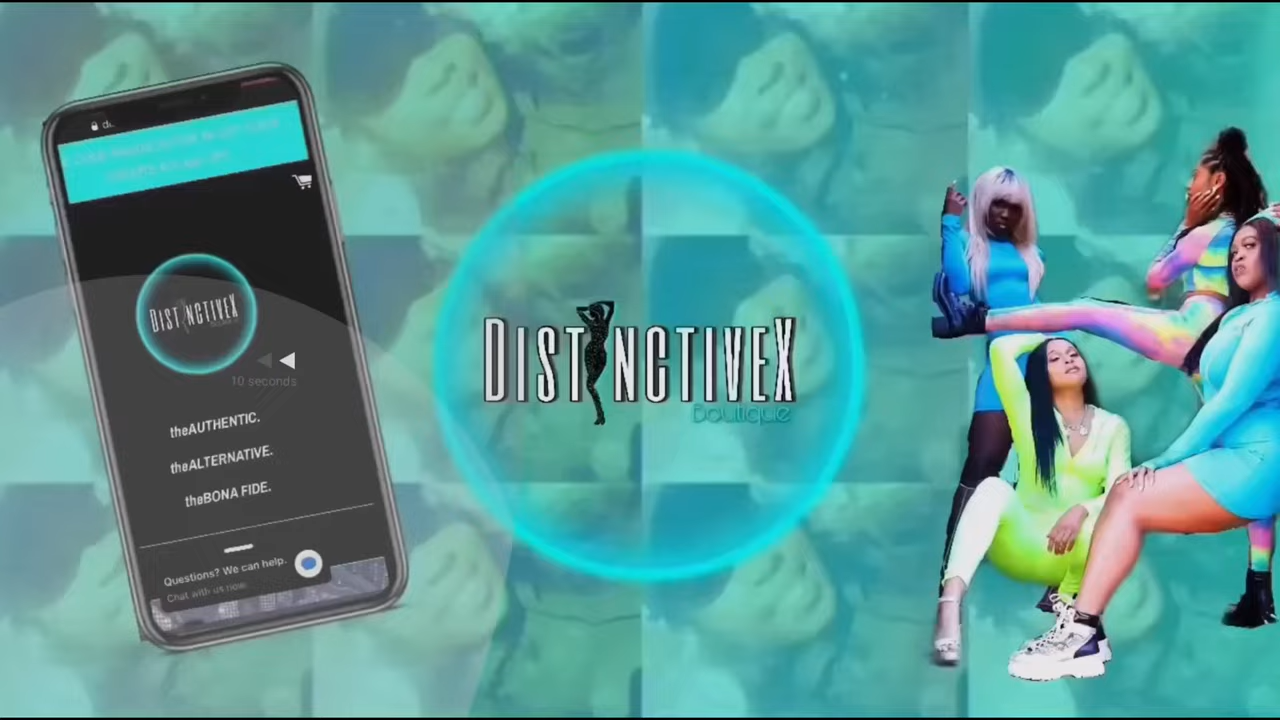 d..
DISTINCTIVEX
theAUTHENTIC.
theALTERNATIVE.
theBONA FIDE.
Questions? We can help.
Chat with us now.
10 seconds
DISTINCTIVEX
Boutique